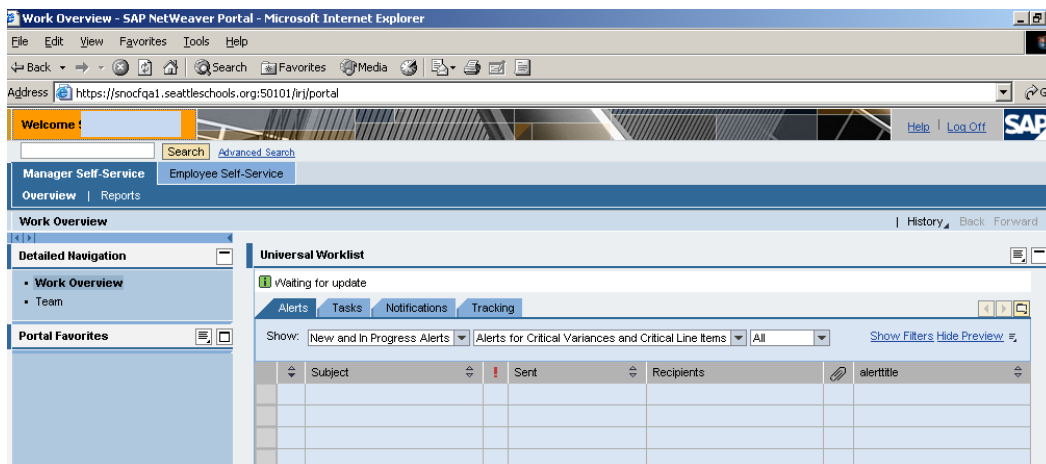 Work Overview - SAP NetWeaver Portal - Microsoft Internet Explorer
File Edit View Favorites Tools Help
Back Search Favorites Media
Address https://snocfqa1.seattleschools.org:50101/irj/portal
Welcome Help | Log Off SAP
Search Advanced Search
Manager Self-Service Employee Self-Service
Overview | Reports
Work Overview | History Back Forward
Detailed Navigation
Work Overview
Team
Portal Favorites
Universal Worklist
Waiting for update
Alerts Tasks Notifications Tracking
Show: New and In Progress Alerts Alerts for Critical Variances and Critical Line Items All Show Filters Hide Preview
Subject ! Sent Recipients alerttitle